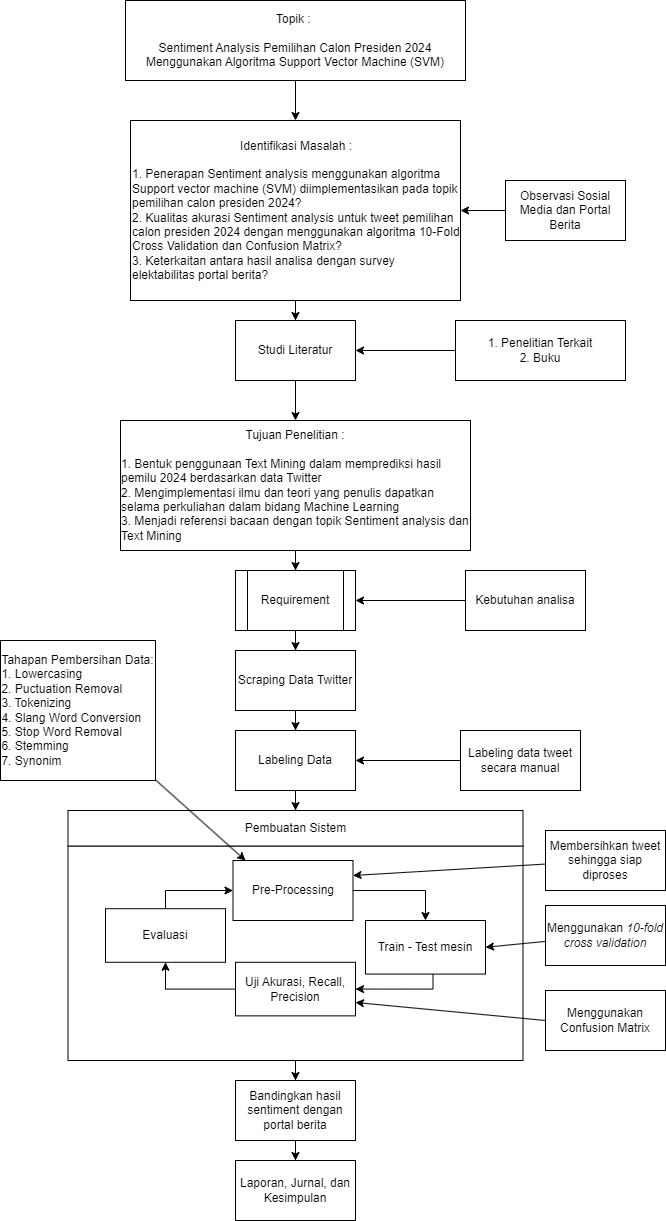 Topik :
Sentiment Analysis Pemilihan Calon Presiden 2024
Menggunakan Algoritma Support Vector Machine (SVM)
Identifikasi Masalah :
1. Penerapan Sentiment analysis menggunakan algoritma
Support vector machine (SVM) diimplementasikan pada topik
pemilihan calon presiden 2024?
2. Kualitas akurasi Sentiment analysis untuk tweet pemilihan
calon presiden 2024 dengan menggunakan algoritma 10-Fold
Cross Validation dan Confusion Matrix?
3. Keterkaitan antara hasil analisa dengan survey
elektabilitas portal berita?
Observasi Sosial
Media dan Portal
Berita
Studi Literatur
1. Penelitian Terkait
2. Buku
Tujuan Penelitian :
1. Bentuk penggunaan Text Mining dalam memprediksi hasil
pemilu 2024 berdasarkan data Twitter
2. Mengimplementasi ilmu dan teori yang penulis dapatkan
selama perkuliahan dalam bidang Machine Learning
3. Menjadi referensi bacaan dengan topik Sentiment analysis dan
Text Mining
Requirement
Kebutuhan analisa
Scraping Data Twitter
Tahapan Pembersihan Data:
1. Lowercasing
2. Puctuation Removal
3. Tokenizing
4. Slang Word Conversion
5. Stop Word Removal
6. Stemming
7. Synonim
Labeling Data
Labeling data tweet
secara manual
Pembuatan Sistem
Pre-Processing
Membersihkan tweet
sehingga siap
diproses
Evaluasi
Train - Test mesin
Menggunakan 10-fold
cross validation
Uji Akurasi, Recall,
Precision
Menggunakan
Confusion Matrix
Bandingkan hasil
sentiment dengan
portal berita
Laporan, Jurnal, dan
Kesimpulan